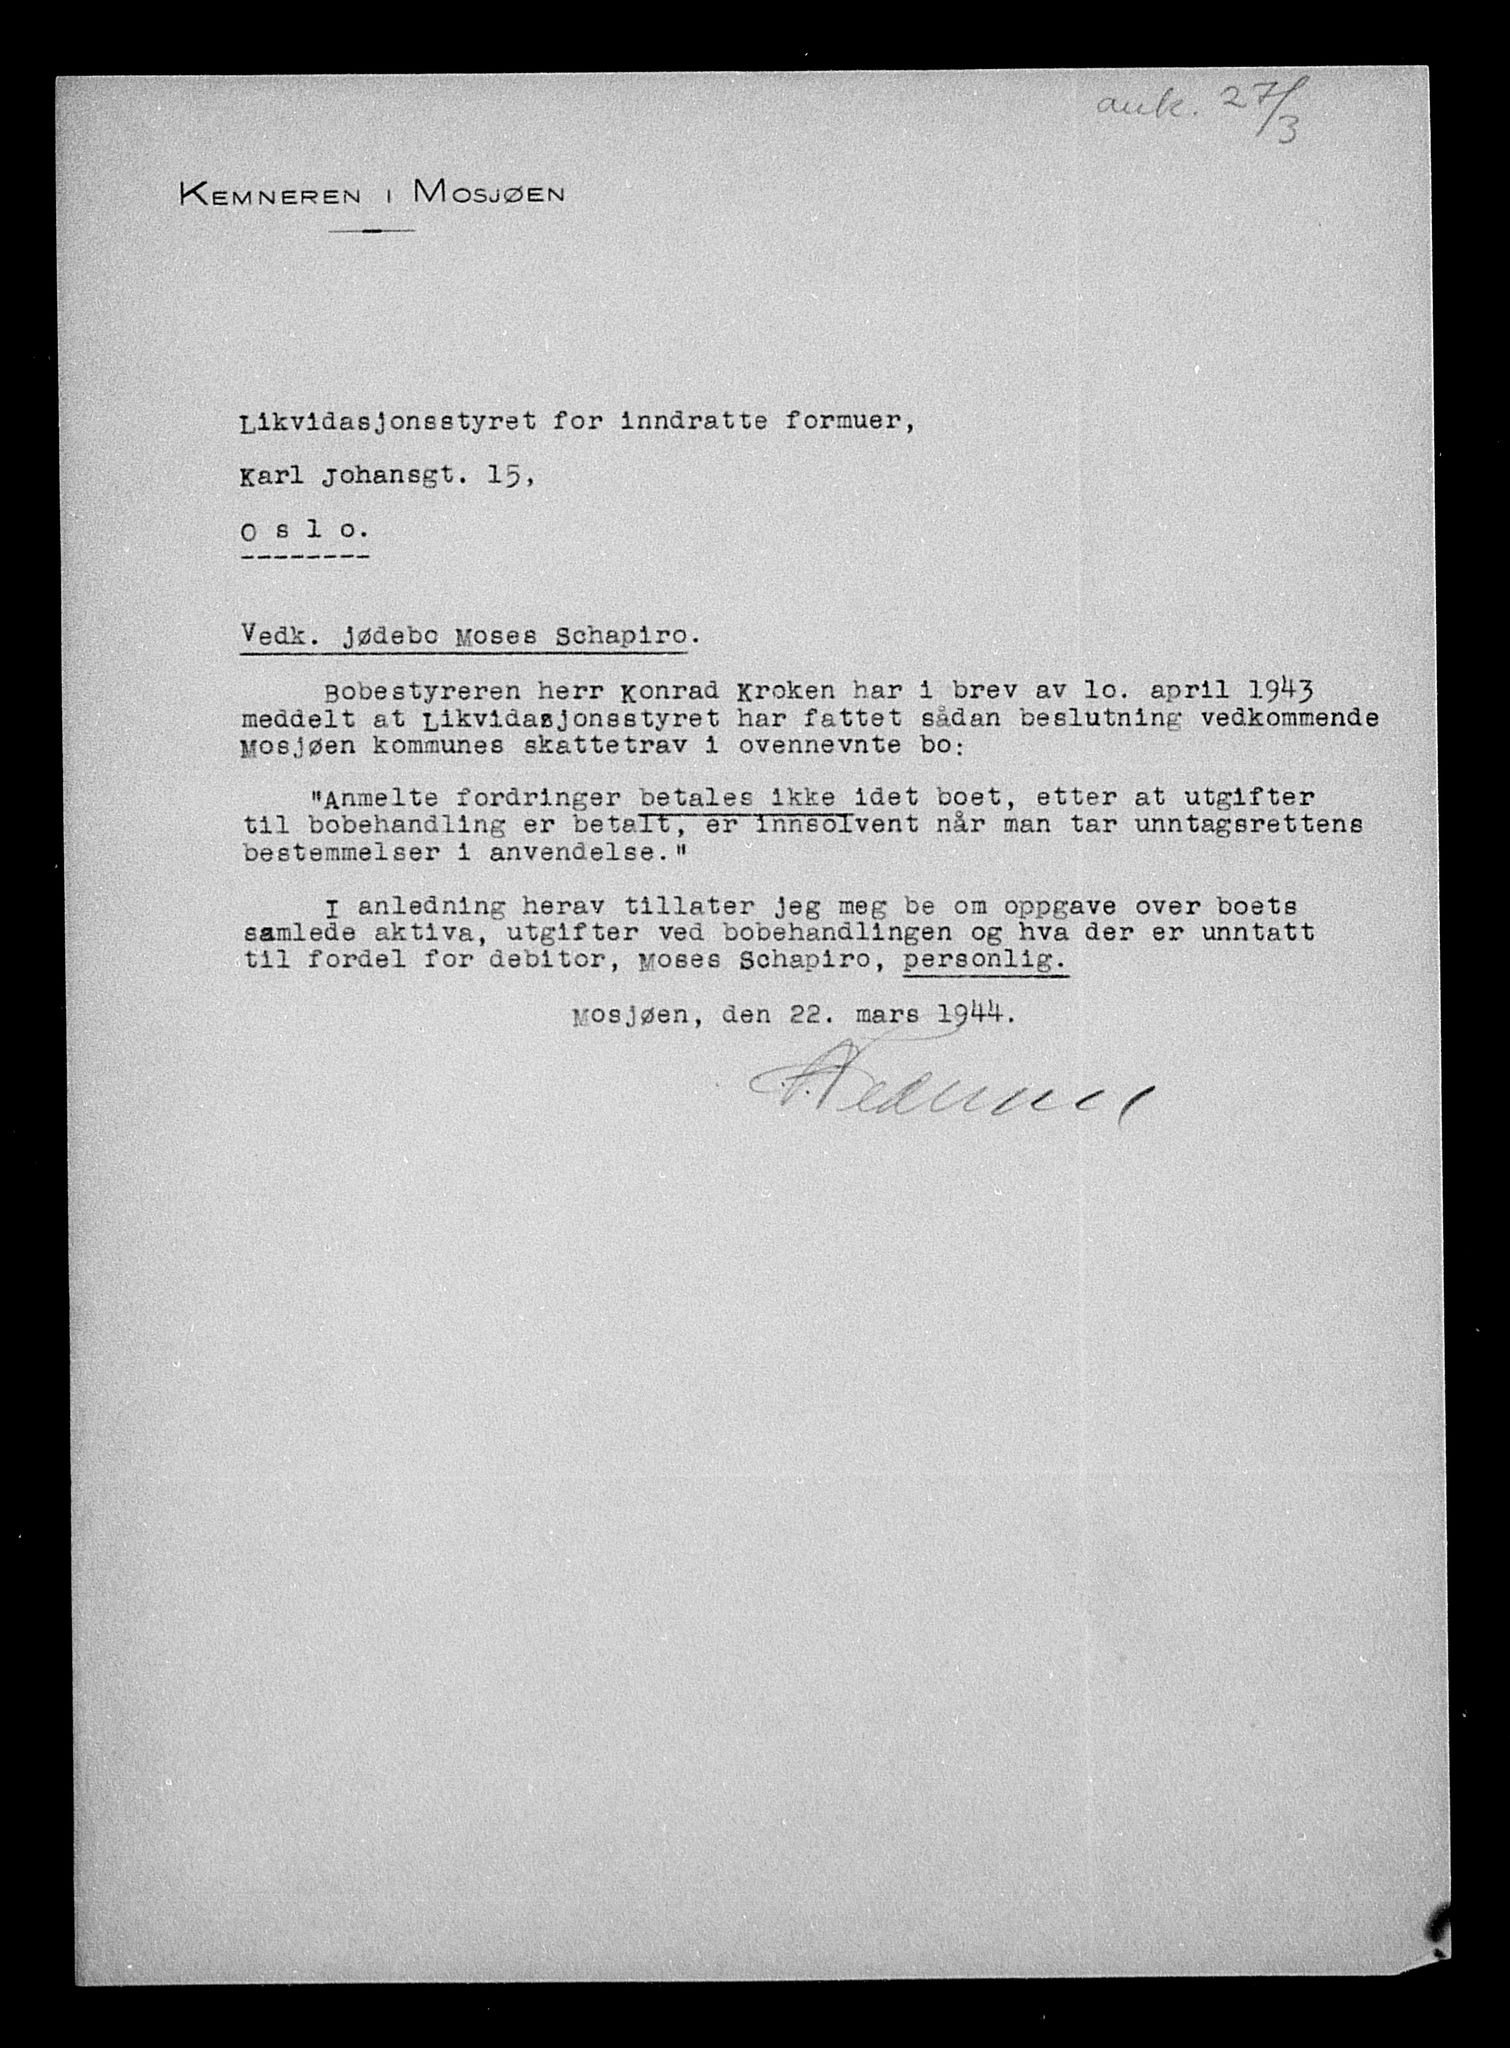 ank. 27/3
KEMNEREN I MOSJØEN
Likvidasjonsstyret for inndratte formuer,
Karl Johansgt. 15,
O s l o.
--------
Vedk. jødebo Moses Schapiro.
Bobestyreren herr Konrad Kroken har i brev av lo. april 1943
meddelt at Likvidasjonsstyret har fattet sådan beslutning vedkommende
Mosjøen kommunes skattetrav i ovennevnte bo:
"Anmelte fordringer betales ikke idet boet, etter at utgifter
til bobehandling er betalt, er innsolvent når man tar unntagsrettens
bestemmelser i anvendelse."
I anledning herav tillater jeg meg be om oppgave over boets
samlede aktiva, utgifter ved bobehandlingen og hva der er unntatt
til fordel for debitor, Moses Schapiro, personlig.
Mosjøen, den 22. mars 1944.